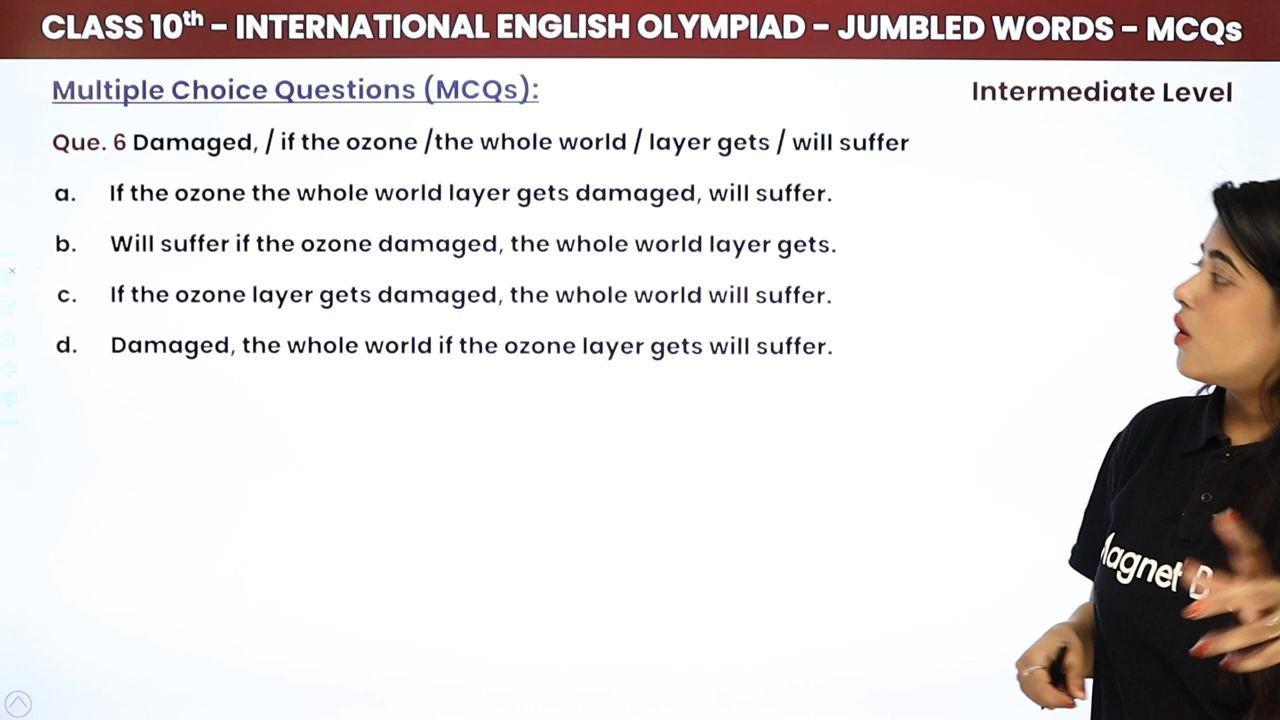 CLASS 10th – INTERNATIONAL ENGLISH OLYMPIAD – JUMBLED WORDS – MCQs
Multiple Choice Questions (MCQs):
Intermediate Level
Que. 6 Damaged, / if the ozone /the whole world / layer gets / will suffer
a. If the ozone the whole world layer gets damaged, will suffer.
b. Will suffer if the ozone damaged, the whole world layer gets.
c. If the ozone layer gets damaged, the whole world will suffer.
d. Damaged, the whole world if the ozone layer gets will suffer.
Magnet B